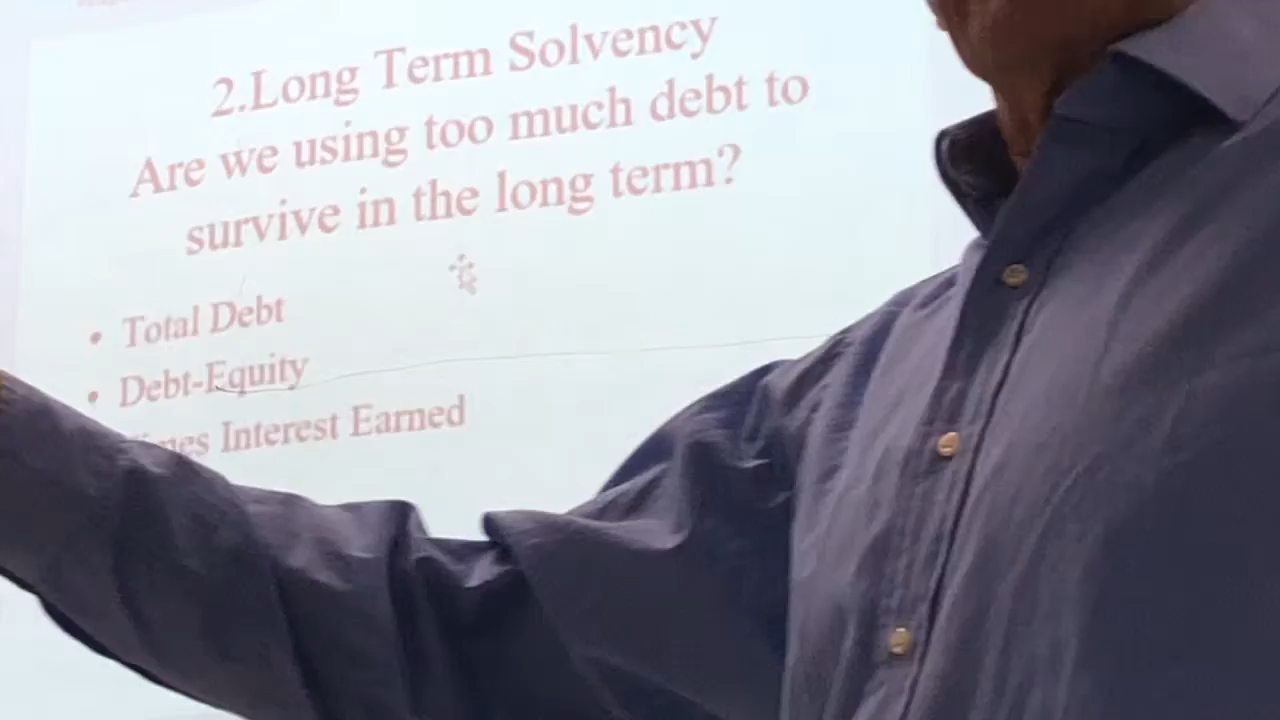 2.Long Term Solvency
Are we using too much debt to
survive in the long term?
• Total Debt
• Debt-Equity
Interest Earned